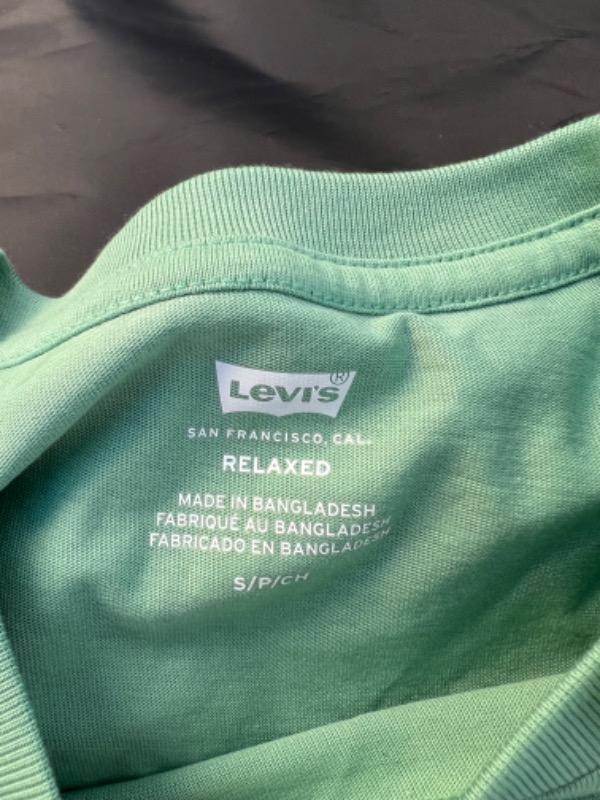 Levi's®
SAN FRANCISCO, CAL.
RELAXED
MADE IN BANGLADESH
FABRIQUÉ AU BANGLADESH
FABRICADO EN BANGLADESH
S/P/CH